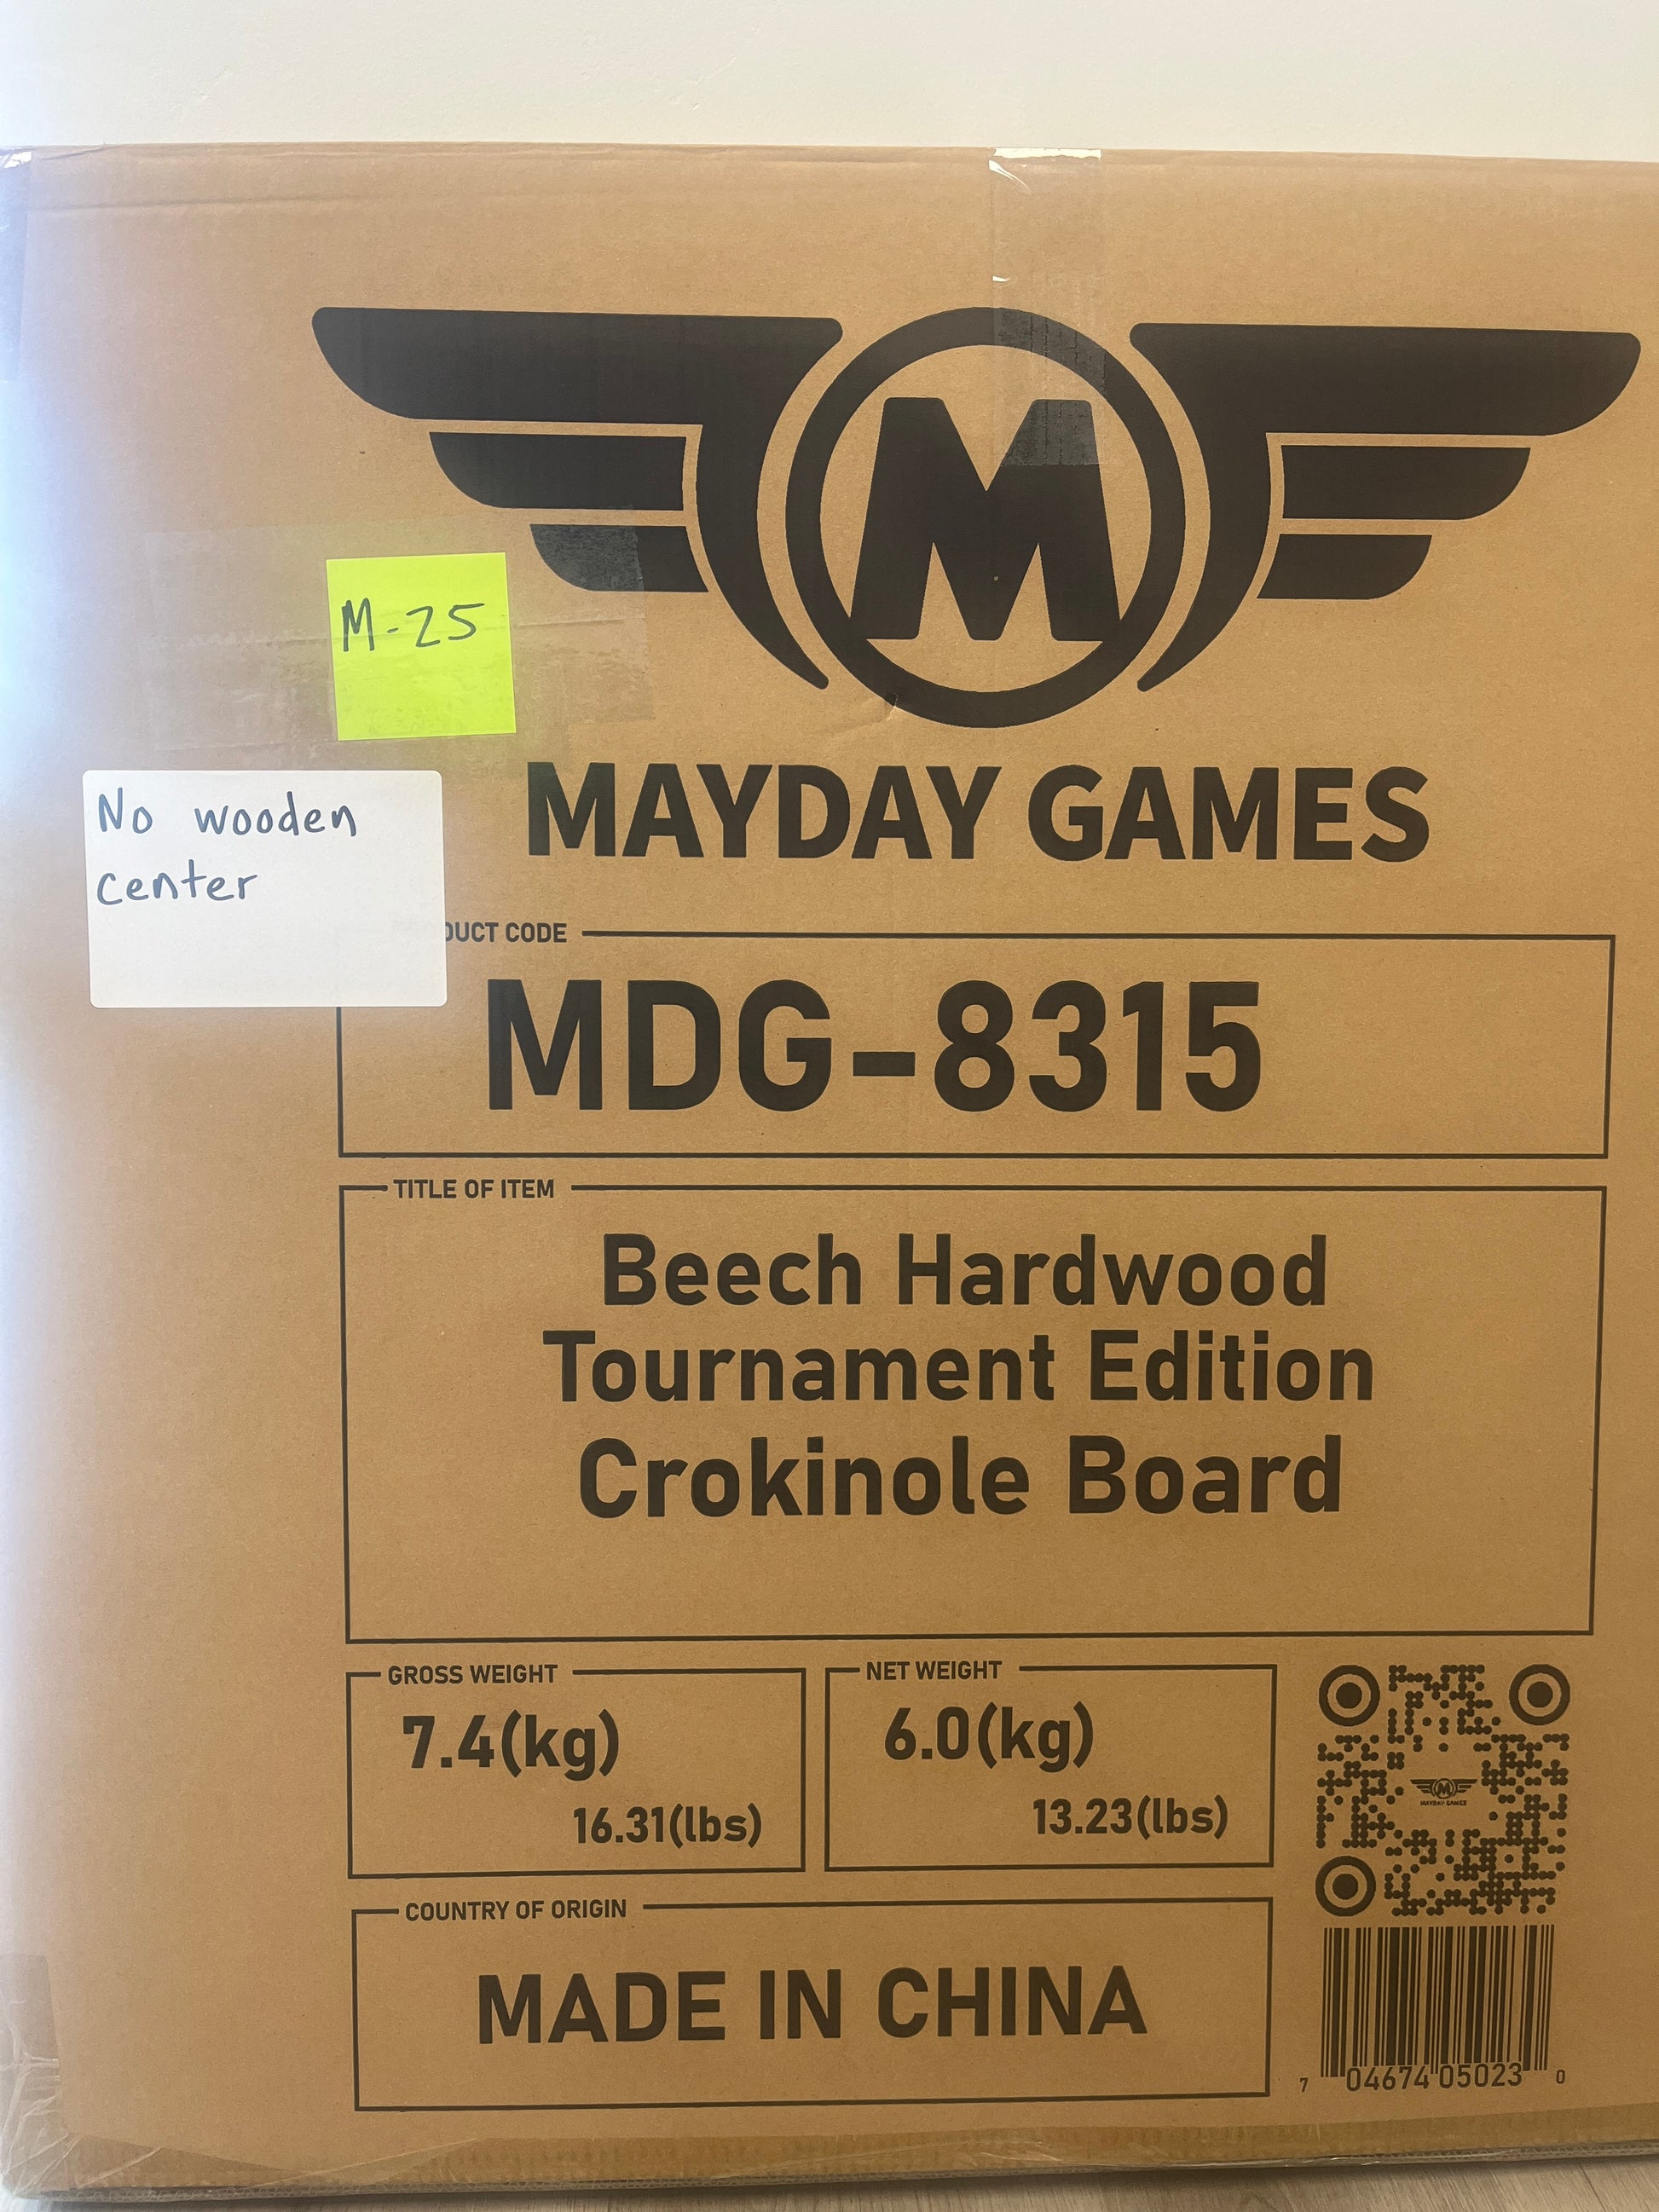 M
M-25
MAYDAY GAMES
No wooden
center
DUCT CODE
MDG-8315
TITLE OF ITEM
Beech Hardwood
Tournament Edition
Crokinole Board
GROSS WEIGHT
7.4(kg)
16.31(lbs)
NET WEIGHT
6.0(kg)
13.23(lbs)
M
MAYDAY GAMES
COUNTRY OF ORIGIN
MADE IN CHINA
7 04674 05023 0